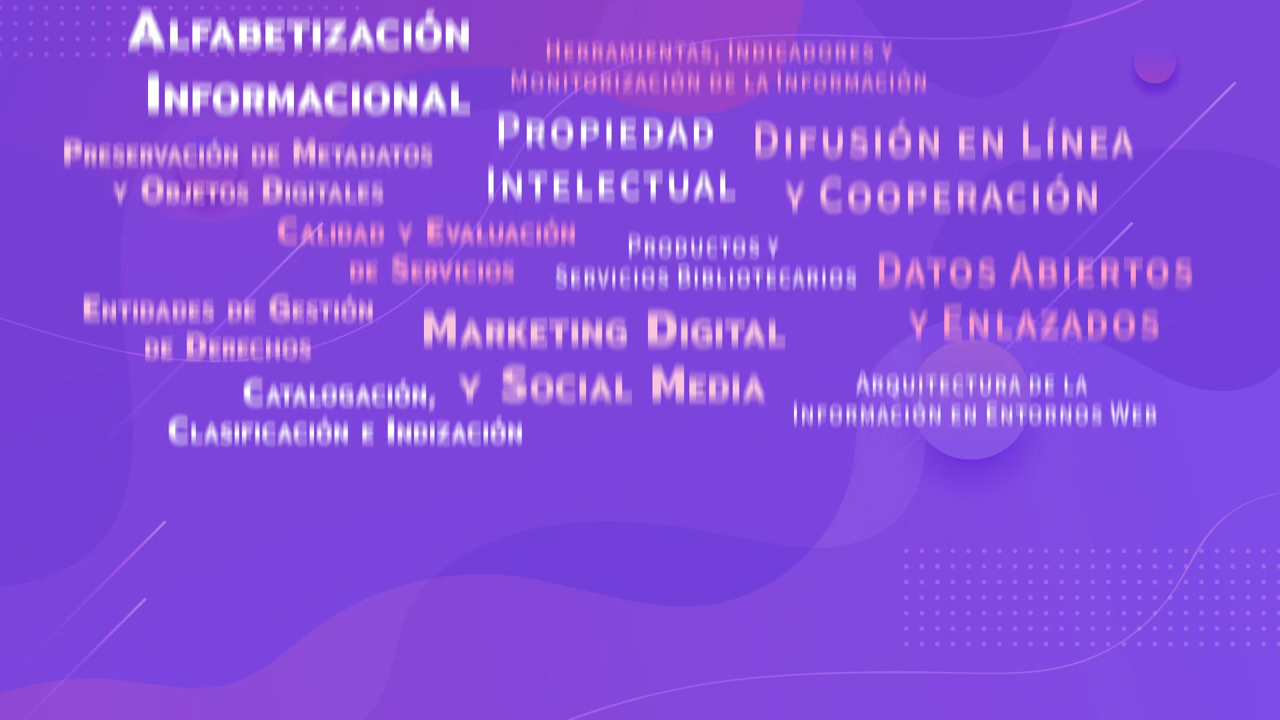 Alfabetización
Informacional
Herramientas, Indicadores y
Monitorización de la Información
Preservación de Metadatos
y Objetos Digitales
Propiedad
Intelectual
Difusión en Línea
y Cooperación
Calidad y Evaluación
de Servicios
Productos y
Servicios Bibliotecarios
Datos Abiertos
y Enlazados
Entidades de Gestión
de Derechos
Marketing Digital
y Social Media
Catalogación,
Clasificación e Indización
Arquitectura de la
Información en Entornos Web